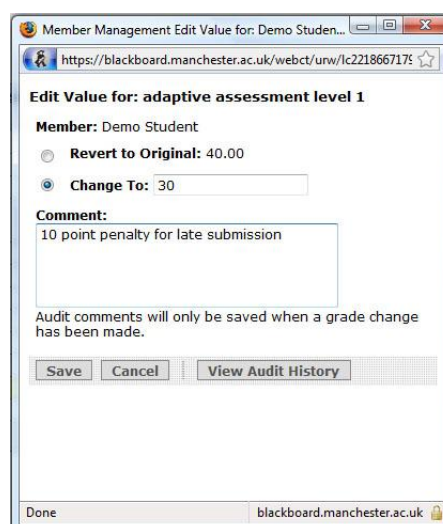 Member Management Edit Value for: Demo Studen...
https://blackboard.manchester.ac.uk/webct/urw/lc2218667179
Edit Value for: adaptive assessment level 1
Member: Demo Student
Revert to Original: 40.00
Change To: 30
Comment:
10 point penalty for late submission
Audit comments will only be saved when a grade change
has been made.
Save Cancel View Audit History
Done blackboard.manchester.ac.uk